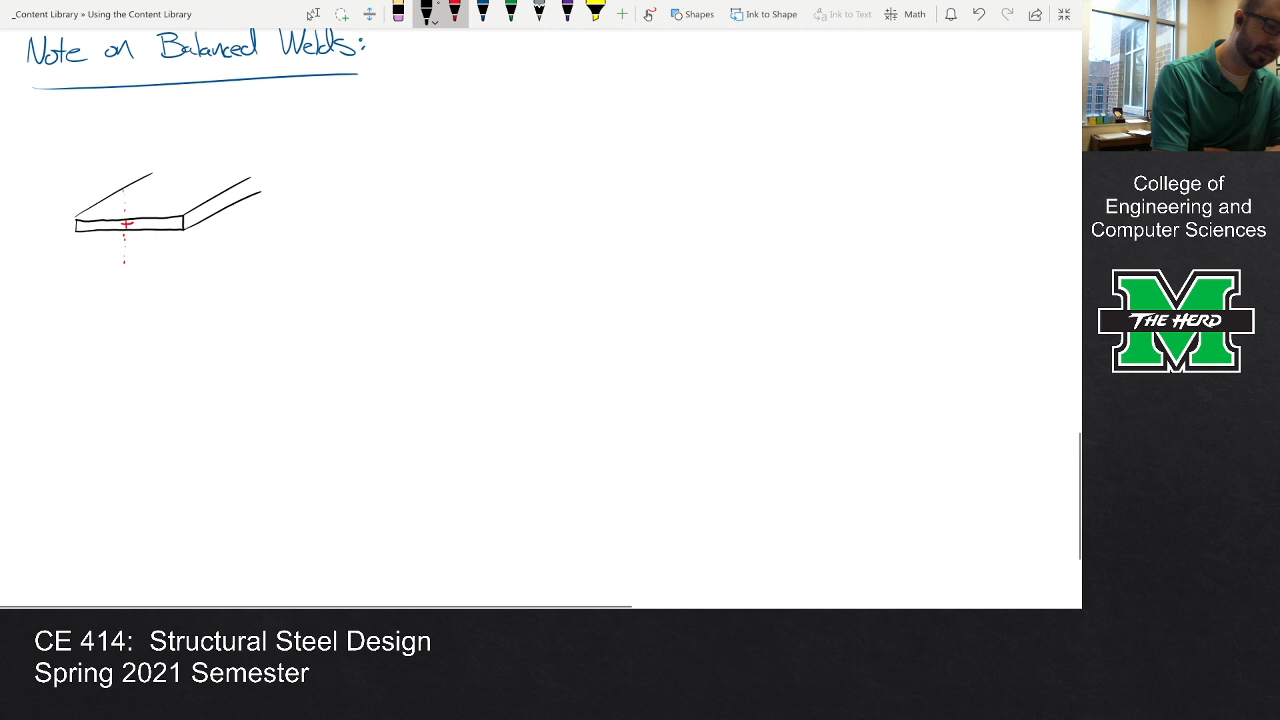 _Content Library » Using the Content Library
Shapes
Ink to Shape
Ink to Text
Math
Note on Balanced Welds:
College of
Engineering and
Computer Sciences
M
THE HERD
CE 414: Structural Steel Design
Spring 2021 Semester